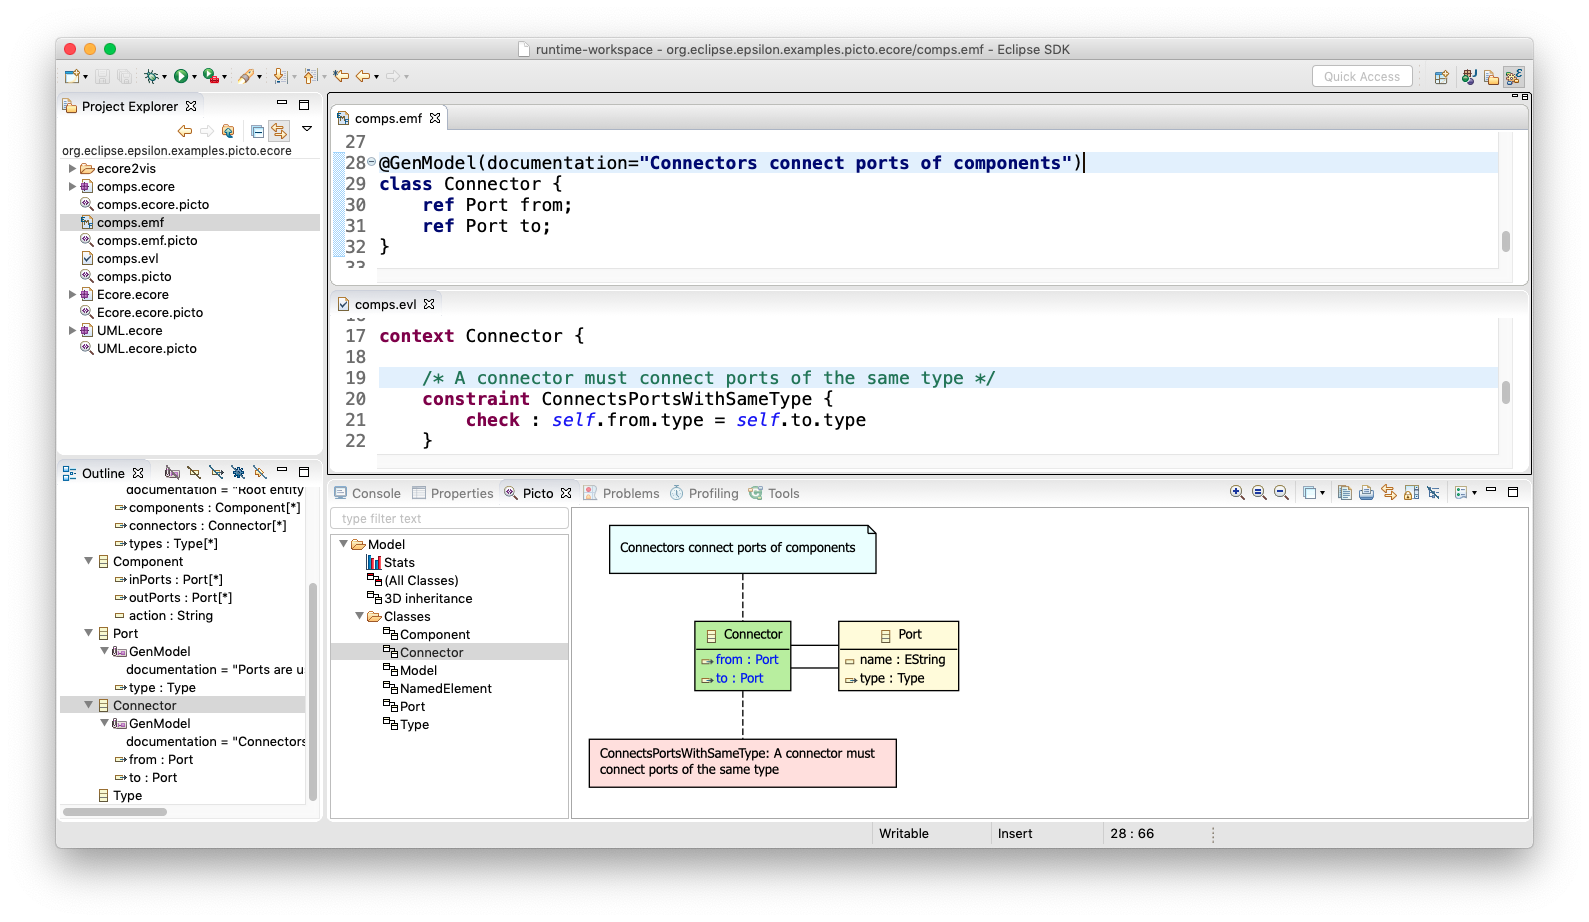 runtime-workspace - org.eclipse.epsilon.examples.picto.ecore/comps.emf - Eclipse SDK
Quick Access
Project Explorer
org.eclipse.epsilon.examples.picto.ecore
ecore2vis
comps.ecore
comps.ecore.picto
comps.emf
comps.emf.picto
comps.evl
comps.picto
Ecore.ecore
Ecore.ecore.picto
UML.ecore
UML.ecore.picto
comps.emf
27
28 @GenModel(documentation="Connectors connect ports of components")
29 class Connector {
30 ref Port from;
31 ref Port to;
32 }
33
comps.evl
16
17 context Connector {
18
19 /* A connector must connect ports of the same type */
20 constraint ConnectsPortsWithSameType {
21 check : self.from.type = self.to.type
22 }
Outline
documentation = "Root entity
components : Component[*]
connectors : Connector[*]
types : Type[*]
Component
inPorts : Port[*]
outPorts : Port[*]
action : String
Port
GenModel
documentation = "Ports are u
type : Type
Connector
GenModel
documentation = "Connectors
from : Port
to : Port
Type
Console Properties Picto Problems Profiling Tools
type filter text
Model
Stats
(All Classes)
3D inheritance
Classes
Component
Connector
Model
NamedElement
Port
Type
Connectors connect ports of components
Connector
from : Port
to : Port
Port
name : EString
type : Type
ConnectsPortsWithSameType: A connector must
connect ports of the same type
Writable Insert 28 : 66